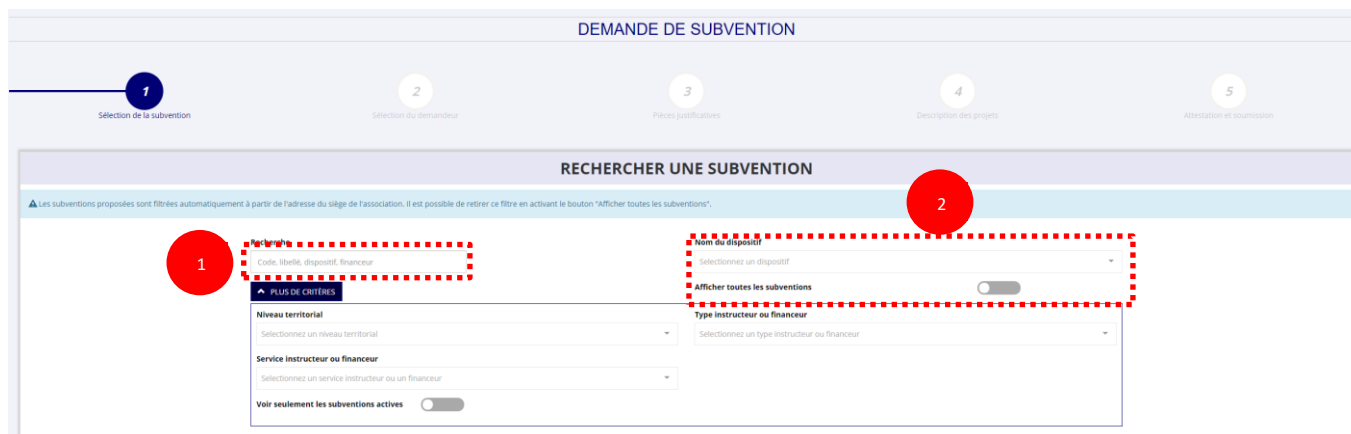 DEMANDE DE SUBVENTION
1
2
3
4
5
Sélection de la subvention
Sélection du demandeur
Pièces justificatives
Description des projets
Attestation et soumission
RECHERCHER UNE SUBVENTION
2
Les subventions proposées sont filtrées automatiquement à partir de l'adresse du siège de l'association. Il est possible de retirer ce filtre en activant le bouton "Afficher toutes les subventions".
1
Recherche
Code, libellé, dispositif, financeur
Nom du dispositif
Selectionnez un dispositif
PLUS DE CRITÈRES
Afficher toutes les subventions
Niveau territorial
Selectionnez un niveau territorial
Type instructeur ou financeur
Selectionnez un type instructeur ou financeur
Service instructeur ou financeur
Selectionnez un service instructeur ou un financeur
Voir seulement les subventions actives